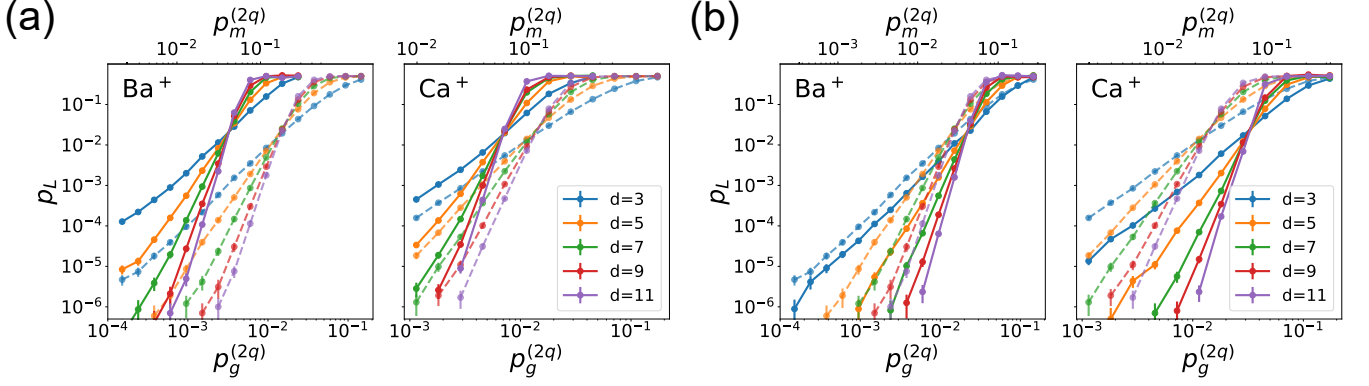 (a)
p_m^(2q)
10^-2 10^-1
Ba^+
10^-1
10^-2
10^-3
10^-4
10^-5
10^-6
p_L
10^-4 10^-3 10^-2 10^-1
p_g^(2q)
p_m^(2q)
10^-2 10^-1
Ca^+
d=3
d=5
d=7
d=9
d=11
10^-3 10^-2 10^-1
p_g^(2q)
(b)
p_m^(2q)
10^-3 10^-2 10^-1
Ba^+
10^-1
10^-2
10^-3
10^-4
10^-5
10^-6
p_L
10^-4 10^-3 10^-2 10^-1
p_g^(2q)
p_m^(2q)
10^-2 10^-1
Ca^+
d=3
d=5
d=7
d=9
d=11
10^-3 10^-2 10^-1
p_g^(2q)